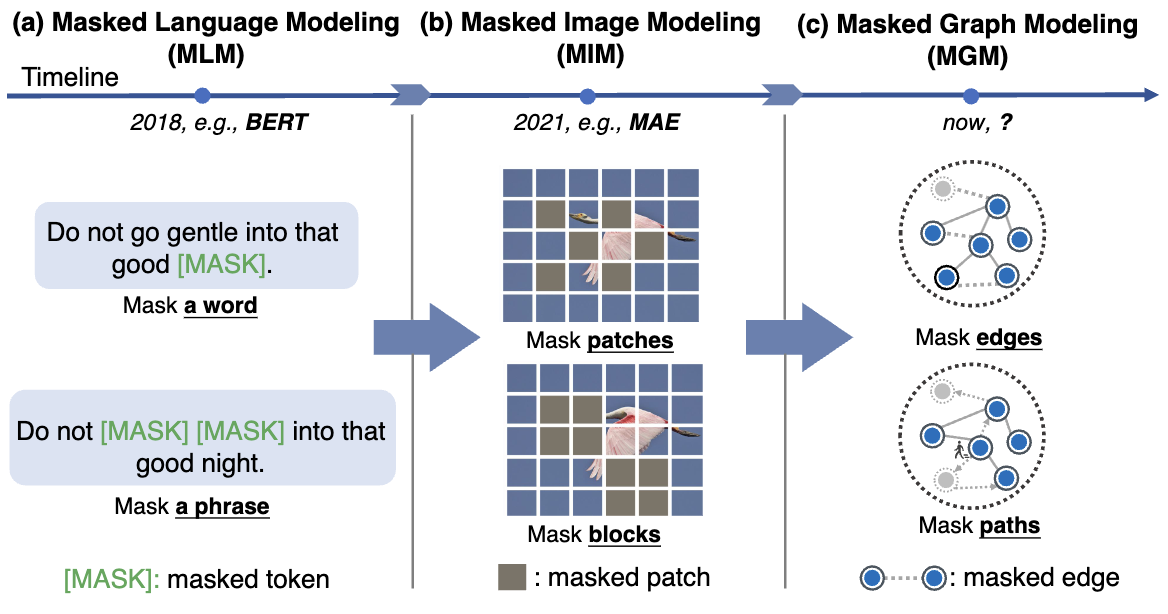 (a) Masked Language Modeling
(MLM)
(b) Masked Image Modeling
(MIM)
(c) Masked Graph Modeling
(MGM)
Timeline
2018, e.g., BERT
2021, e.g., MAE
now, ?
Do not go gentle into that
good [MASK].
Mask a word
Do not [MASK] [MASK] into that
good night.
Mask a phrase
[MASK]: masked token
Mask patches
Mask blocks
: masked patch
Mask edges
Mask paths
: masked edge